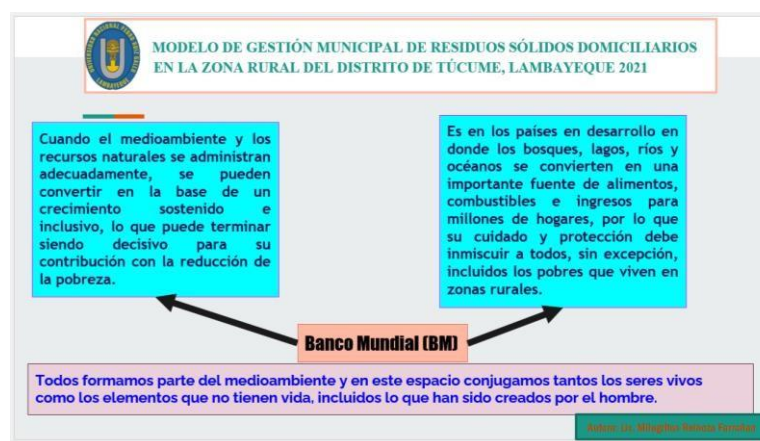 MODELO DE GESTIÓN MUNICIPAL DE RESIDUOS SÓLIDOS DOMICILIARIOS
EN LA ZONA RURAL DEL DISTRITO DE TÚCUME, LAMBAYEQUE 2021
Cuando el medioambiente y los
recursos naturales se administran
adecuadamente, se pueden
convertir en la base de un
crecimiento sostenido e
inclusivo, lo que puede terminar
siendo decisivo para su
contribución con la reducción de
la pobreza.
Es en los países en desarrollo en
donde los bosques, lagos, ríos y
océanos se convierten en una
importante fuente de alimentos,
combustibles e ingresos para
millones de hogares, por lo que
su cuidado y protección debe
inmiscuir a todos, sin excepción,
incluidos los pobres que viven en
zonas rurales.
Banco Mundial (BM)
Todos formamos parte del medioambiente y en este espacio conjugamos tantos los seres vivos
como los elementos que no tienen vida, incluidos lo que han sido creados por el hombre.
Lic.